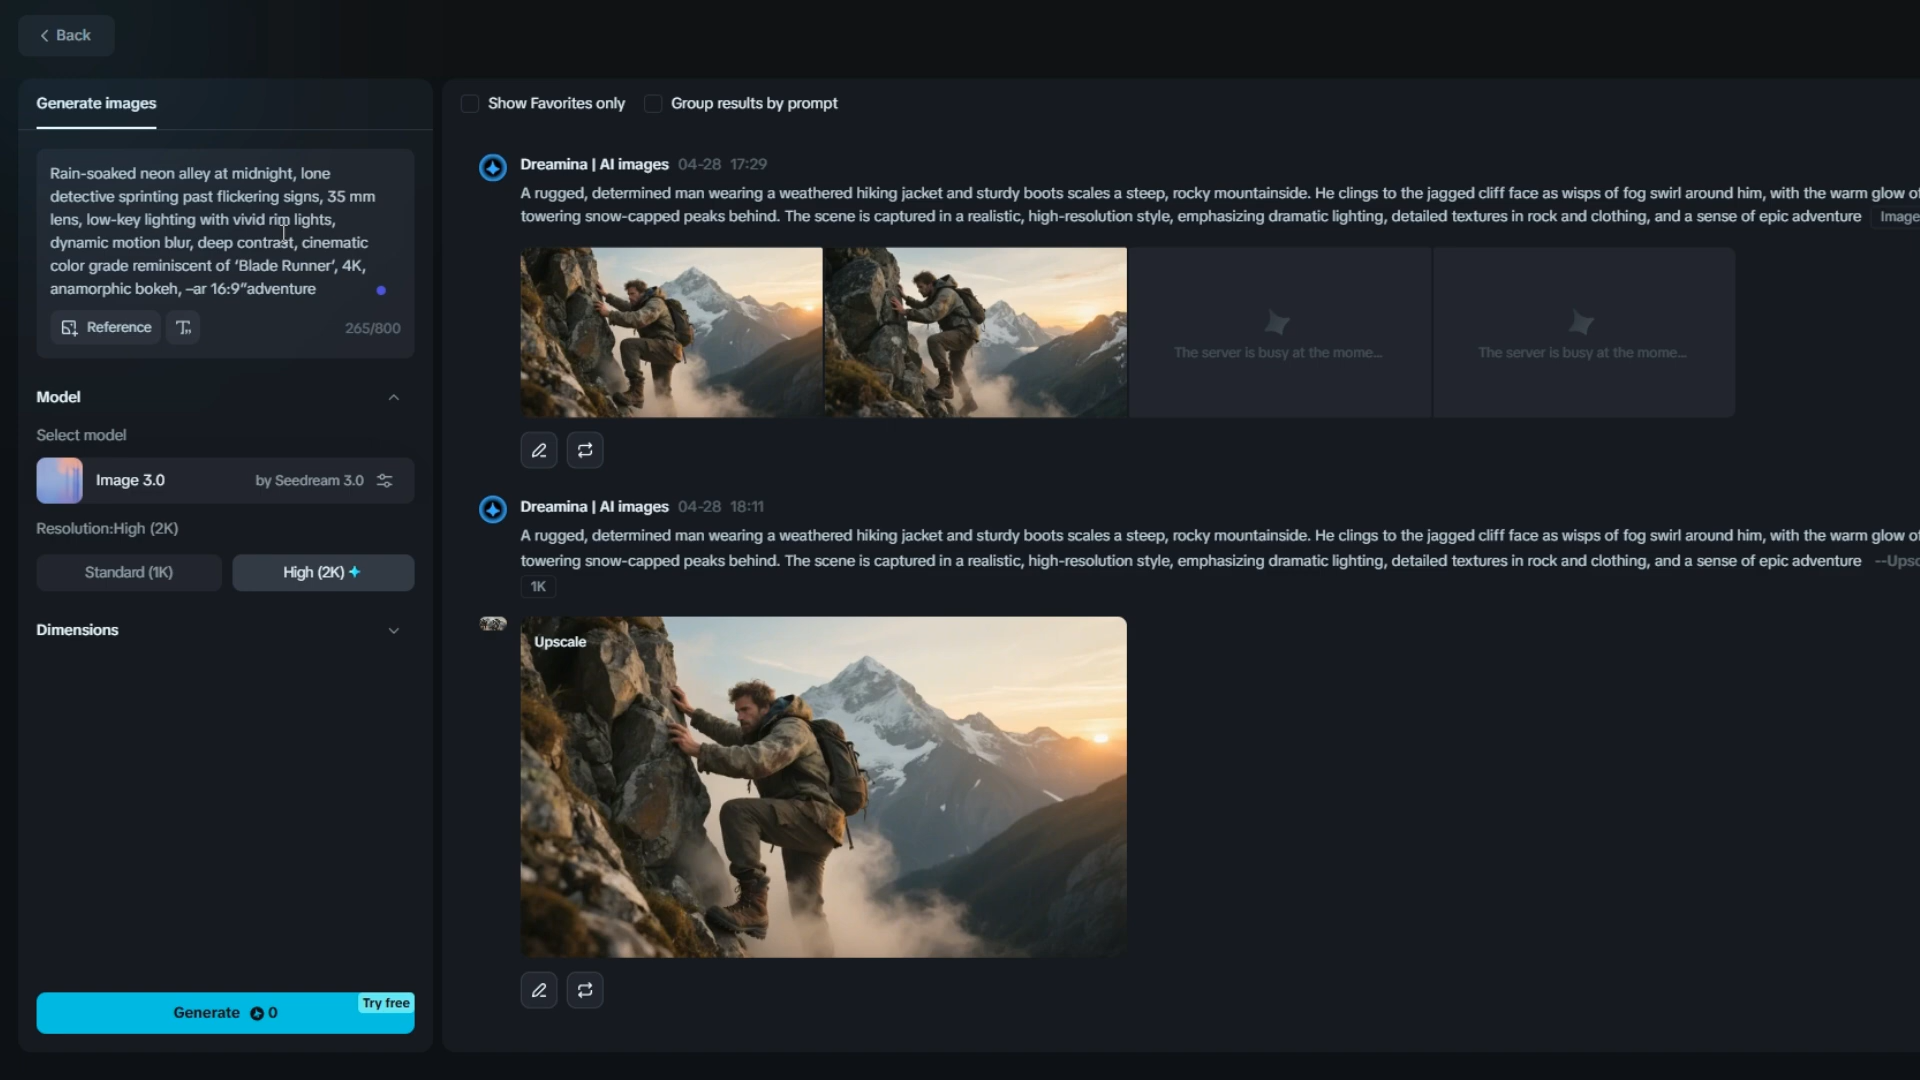 Back
Generate images
Rain-soaked neon alley at midnight, lone
detective sprinting past flickering signs, 35 mm
lens, low-key lighting with vivid rim lights,
dynamic motion blur, deep contrast, cinematic
color grade reminiscent of ‘Blade Runner’, 4K,
anamorphic bokeh, –ar 16:9”adventure
Reference
265/800
Model
Select model
Image 3.0 by Seedream 3.0
Resolution:High (2K)
Standard (1K) High (2K)
Dimensions
Try free
Generate 0
Show Favorites only Group results by prompt
Dreamina | AI images 04-28 17:29
A rugged, determined man wearing a weathered hiking jacket and sturdy boots scales a steep, rocky mountainside. He clings to the jagged cliff face as wisps of fog swirl around him, with the warm glow of
towering snow-capped peaks behind. The scene is captured in a realistic, high-resolution style, emphasizing dramatic lighting, detailed textures in rock and clothing, and a sense of epic adventure Image
The server is busy at the mome... The server is busy at the mome...
Dreamina | AI images 04-28 18:11
A rugged, determined man wearing a weathered hiking jacket and sturdy boots scales a steep, rocky mountainside. He clings to the jagged cliff face as wisps of fog swirl around him, with the warm glow of
towering snow-capped peaks behind. The scene is captured in a realistic, high-resolution style, emphasizing dramatic lighting, detailed textures in rock and clothing, and a sense of epic adventure --Upsc
1K
Upscale